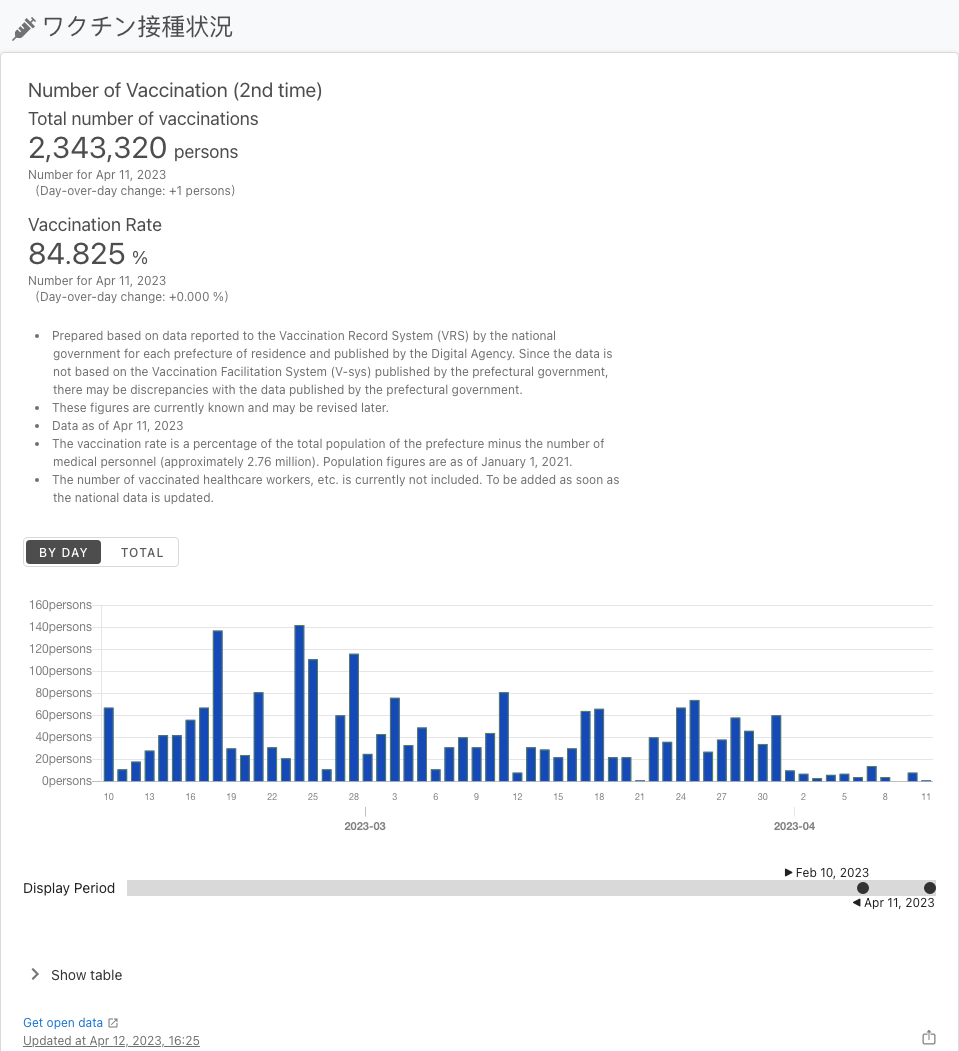 ワクチン接種状況
Number of Vaccination (2nd time)
Total number of vaccinations
2,343,320 persons
Number for Apr 11, 2023
(Day-over-day change: +1 persons)
Vaccination Rate
84.825 %
Number for Apr 11, 2023
(Day-over-day change: +0.000 %)
• Prepared based on data reported to the Vaccination Record System (VRS) by the national
government for each prefecture of residence and published by the Digital Agency. Since the data is
not based on the Vaccination Facilitation System (V-sys) published by the prefectural government,
there may be discrepancies with the data published by the prefectural government.
• These figures are currently known and may be revised later.
• Data as of Apr 11, 2023
• The vaccination rate is a percentage of the total population of the prefecture minus the number of
medical personnel (approximately 2.76 million). Population figures are as of January 1, 2021.
• The number of vaccinated healthcare workers, etc. is currently not included. To be added as soon as
the national data is updated.
BY DAY TOTAL
160persons
140persons
120persons
100persons
80persons
60persons
40persons
20persons
0persons
10 13 16 19 22 25 28 3 6 9 12 15 18 21 24 27 30 2 5 8 11
2023-03 2023-04
Feb 10, 2023
Display Period
Apr 11, 2023
Show table
Get open data
Updated at Apr 12, 2023, 16:25